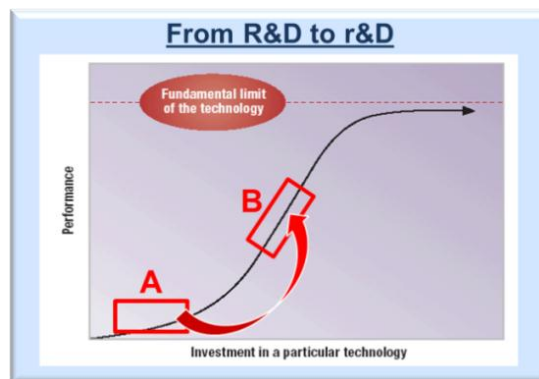 From R&D to r&D
Fundamental limit
of the technology
Performance
B
A
Investment in a particular technology